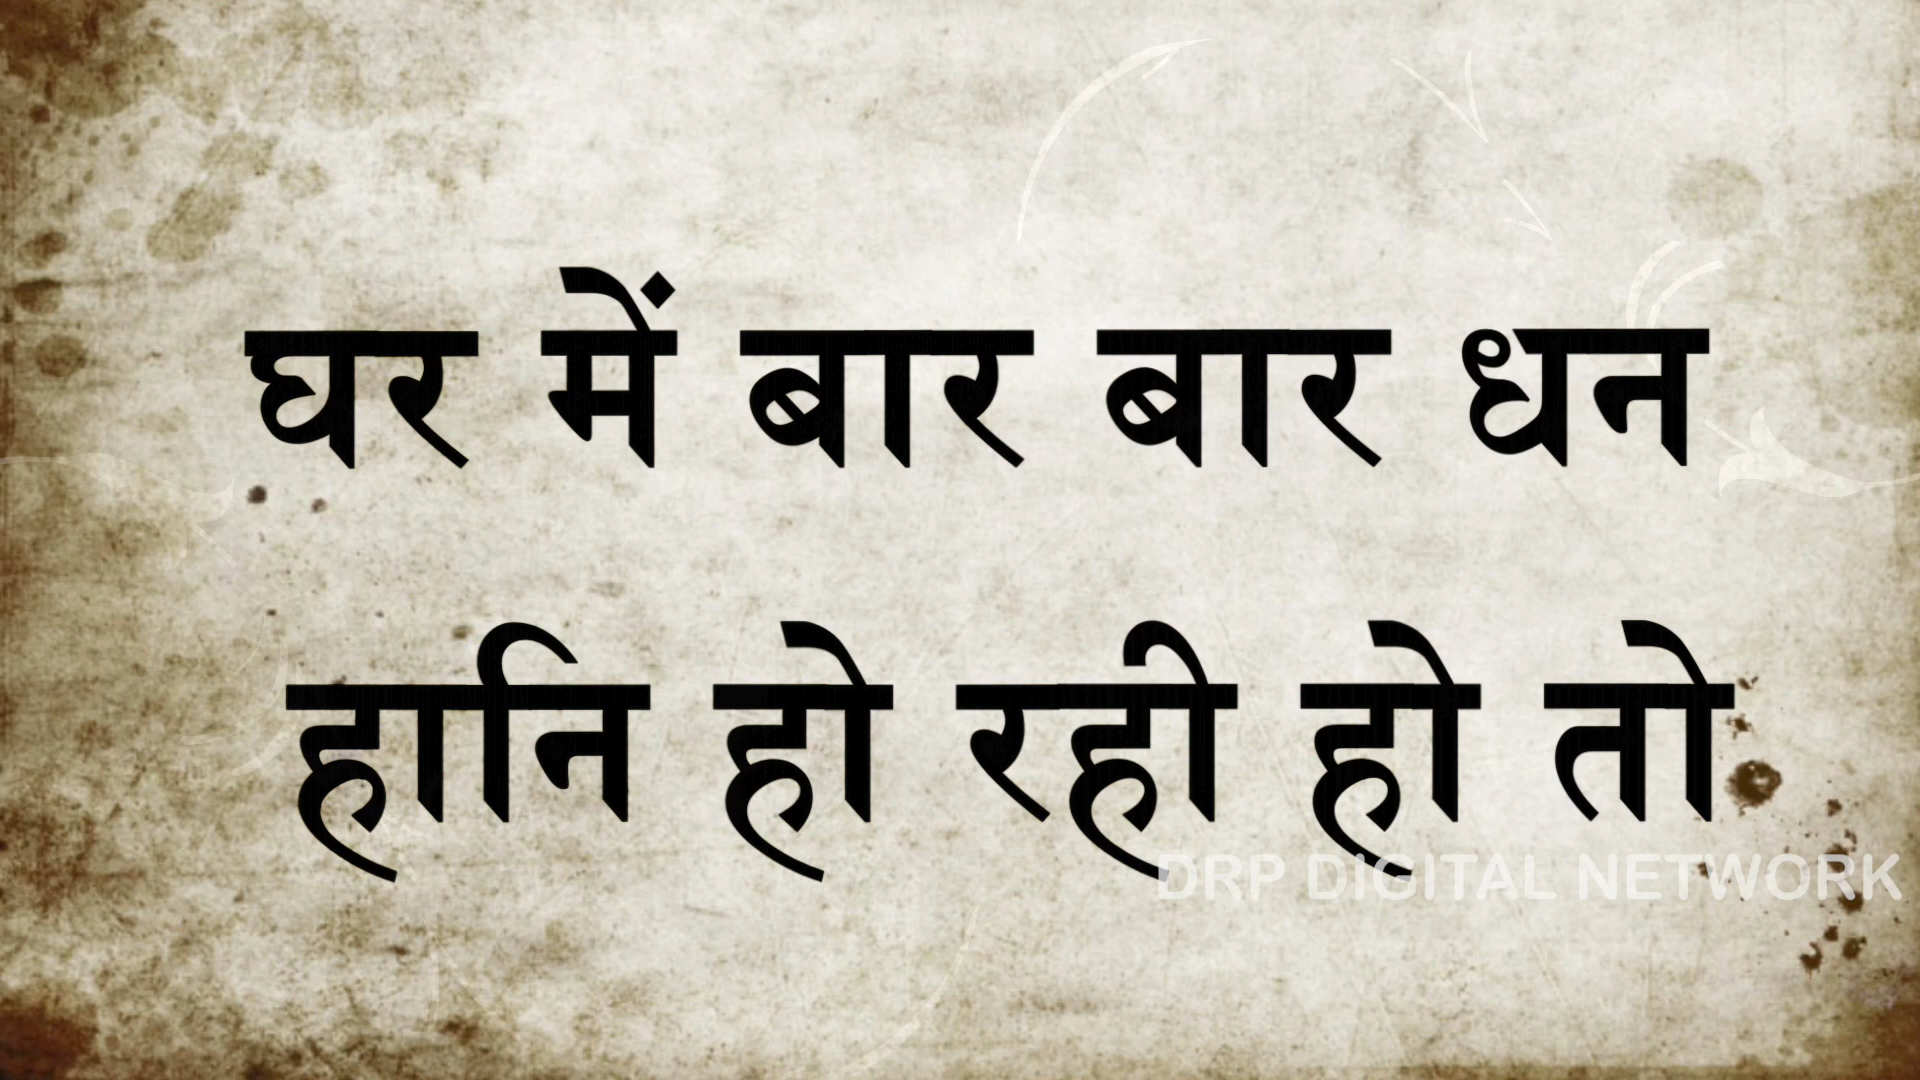 घर में बार बार धन
हानि हो रही हो तो
DRP DIGITAL NETWORK